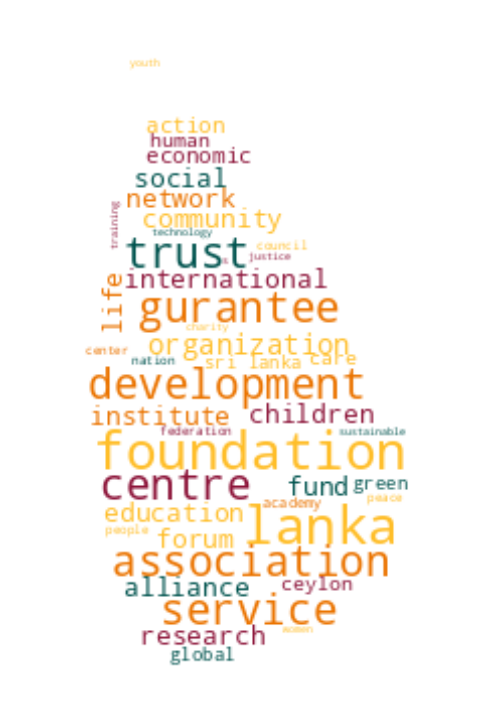 youth
action
human
economic
social
network
training
community
technology
trust
council
s
justice
international
life
gurantee
charity
organization
center
nation
sri lanka
care
development
institute
children
federation
sustainable
foundation
centre
fund
green
peace
academy
education
lanka
people
forum
association
alliance
ceylon
service
women
research
global